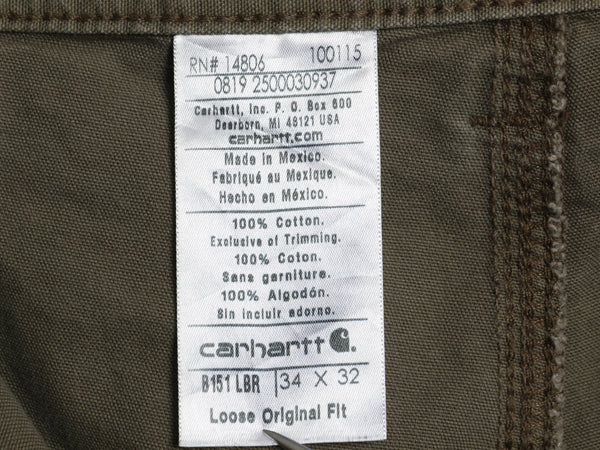 RN# 14806 100115
0819 2500030937
Carhartt, Inc. P. O. Box 600
Dearborn, MI 48121 USA
carhartt.com
Made in Mexico.
Fabriqué au Mexique.
Hecho en México.
100% Cotton.
Exclusive of Trimming.
100% Coton.
Sans garniture.
100% Algodón.
Sin incluir adorno.
carhartt
B151 LBR 34 X 32
Loose Original Fit